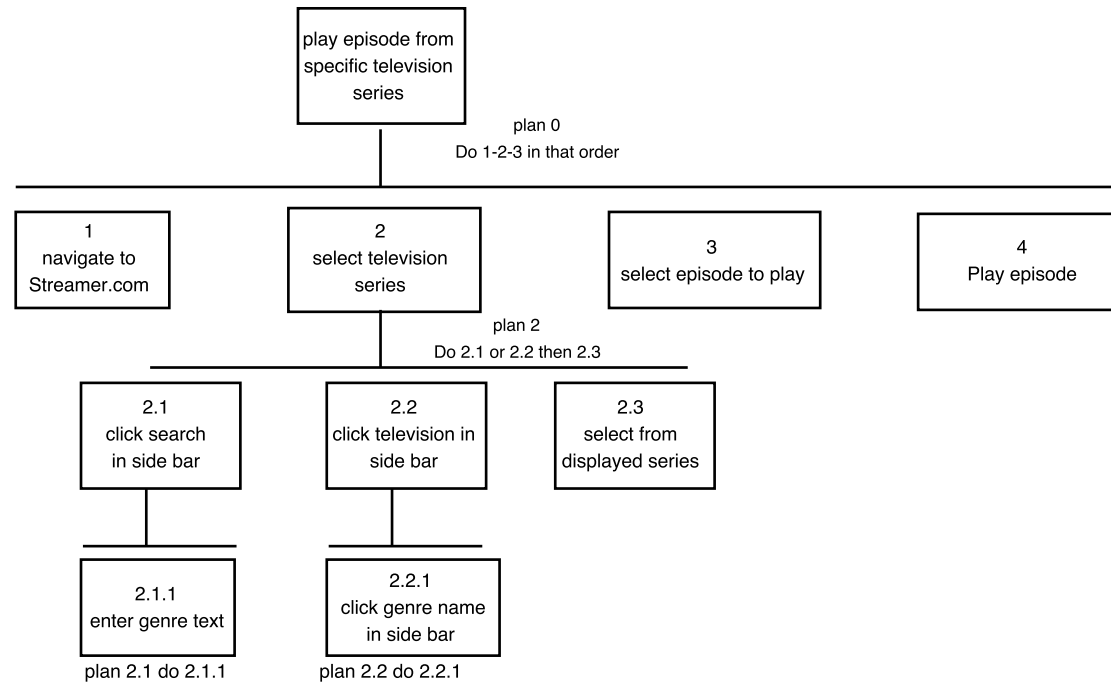 play episode from
specific television
series
plan 0
Do 1-2-3 in that order
1
navigate to
Streamer.com
2
select television
series
3
select episode to play
4
Play episode
plan 2
Do 2.1 or 2.2 then 2.3
2.1
click search
in side bar
2.2
click television in
side bar
2.3
select from
displayed series
2.1.1
enter genre text
2.2.1
click genre name
in side bar
plan 2.1 do 2.1.1
plan 2.2 do 2.2.1